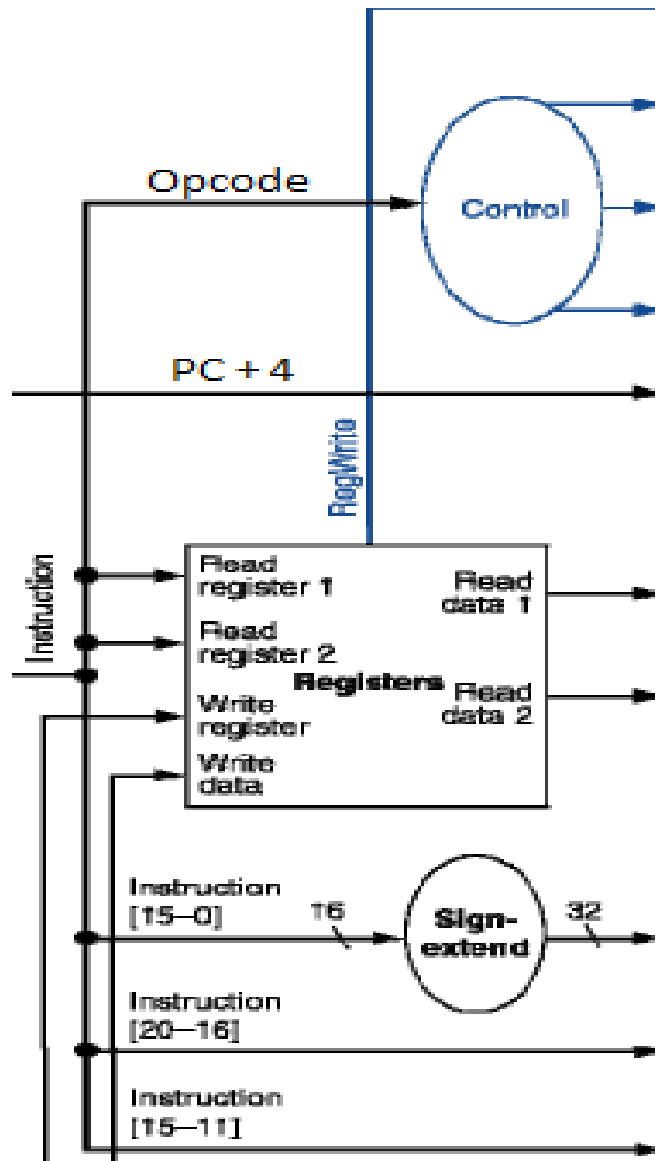 Opcode
Control
PC + 4
RegWrite
Instruction
Read
register 1
Read
data 1
Read
register 2
Registers
Read
data 2
Write
register
Write
data
Instruction
[15–0]
16
Sign-
extend
32
Instruction
[20–16]
Instruction
[15–11]